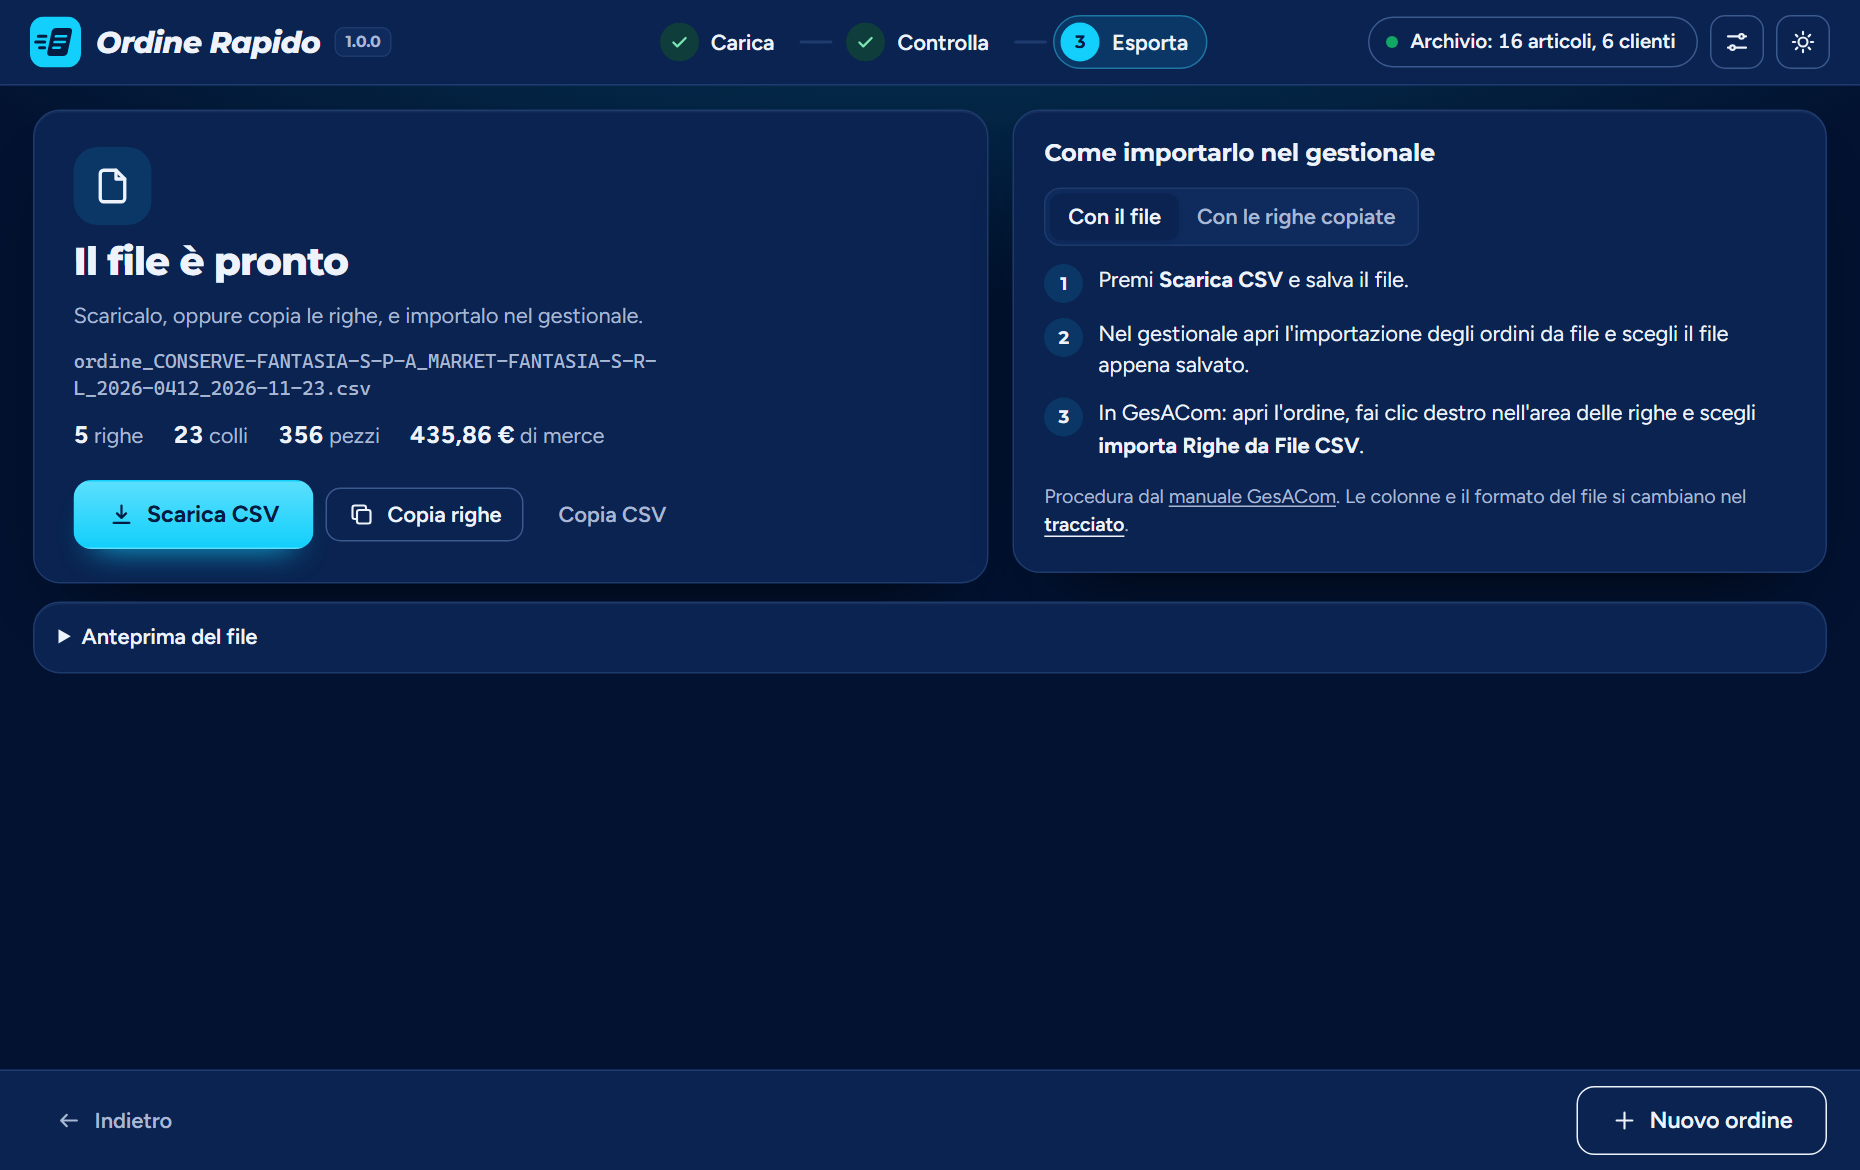 Ordine Rapido 1.0.0
Carica
Controlla
3 Esporta
Archivio: 16 articoli, 6 clienti
Il file è pronto
Scaricalo, oppure copia le righe, e importalo nel gestionale.
ordine_CONSERVE-FANTASIA-S-P-A_MARKET-FANTASIA-S-R-
L_2026-0412_2026-11-23.csv
5 righe 23 colli 356 pezzi 435,86 € di merce
Scarica CSV
Copia righe
Copia CSV
Come importarlo nel gestionale
Con il file
Con le righe copiate
1 Premi Scarica CSV e salva il file.
2 Nel gestionale apri l'importazione degli ordini da file e scegli il file
appena salvato.
3 In GesACom: apri l'ordine, fai clic destro nell'area delle righe e scegli
importa Righe da File CSV.
Procedura dal manuale GesACom. Le colonne e il formato del file si cambiano nel
tracciato.
Anteprima del file
Indietro
Nuovo ordine